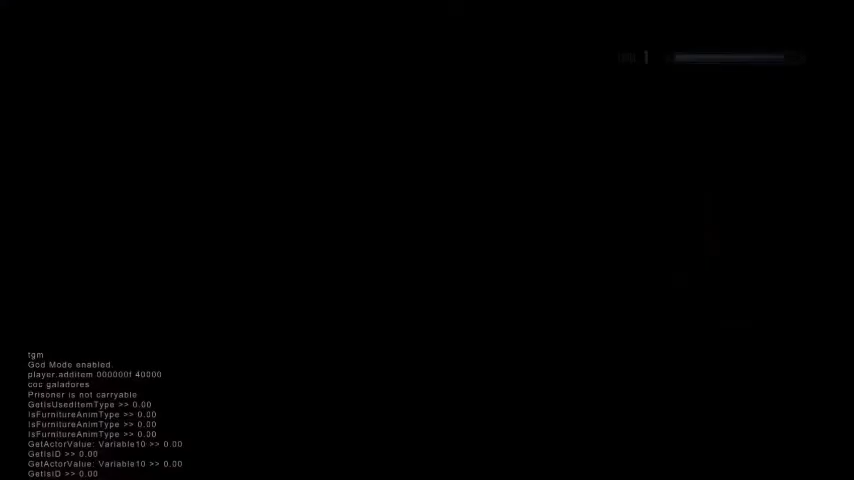 1
tgm
God Mode enabled.
player.additem 000000f 40000
coc galadores
Prisoner is not carryable
GetIsUsedItemType >> 0.00
IsFurnitureAnimType >> 0.00
IsFurnitureAnimType >> 0.00
IsFurnitureAnimType >> 0.00
GetActorValue: Variable10 >> 0.00
GetIsID >> 0.00
GetActorValue: Variable10 >> 0.00
GetIsID >> 0.00